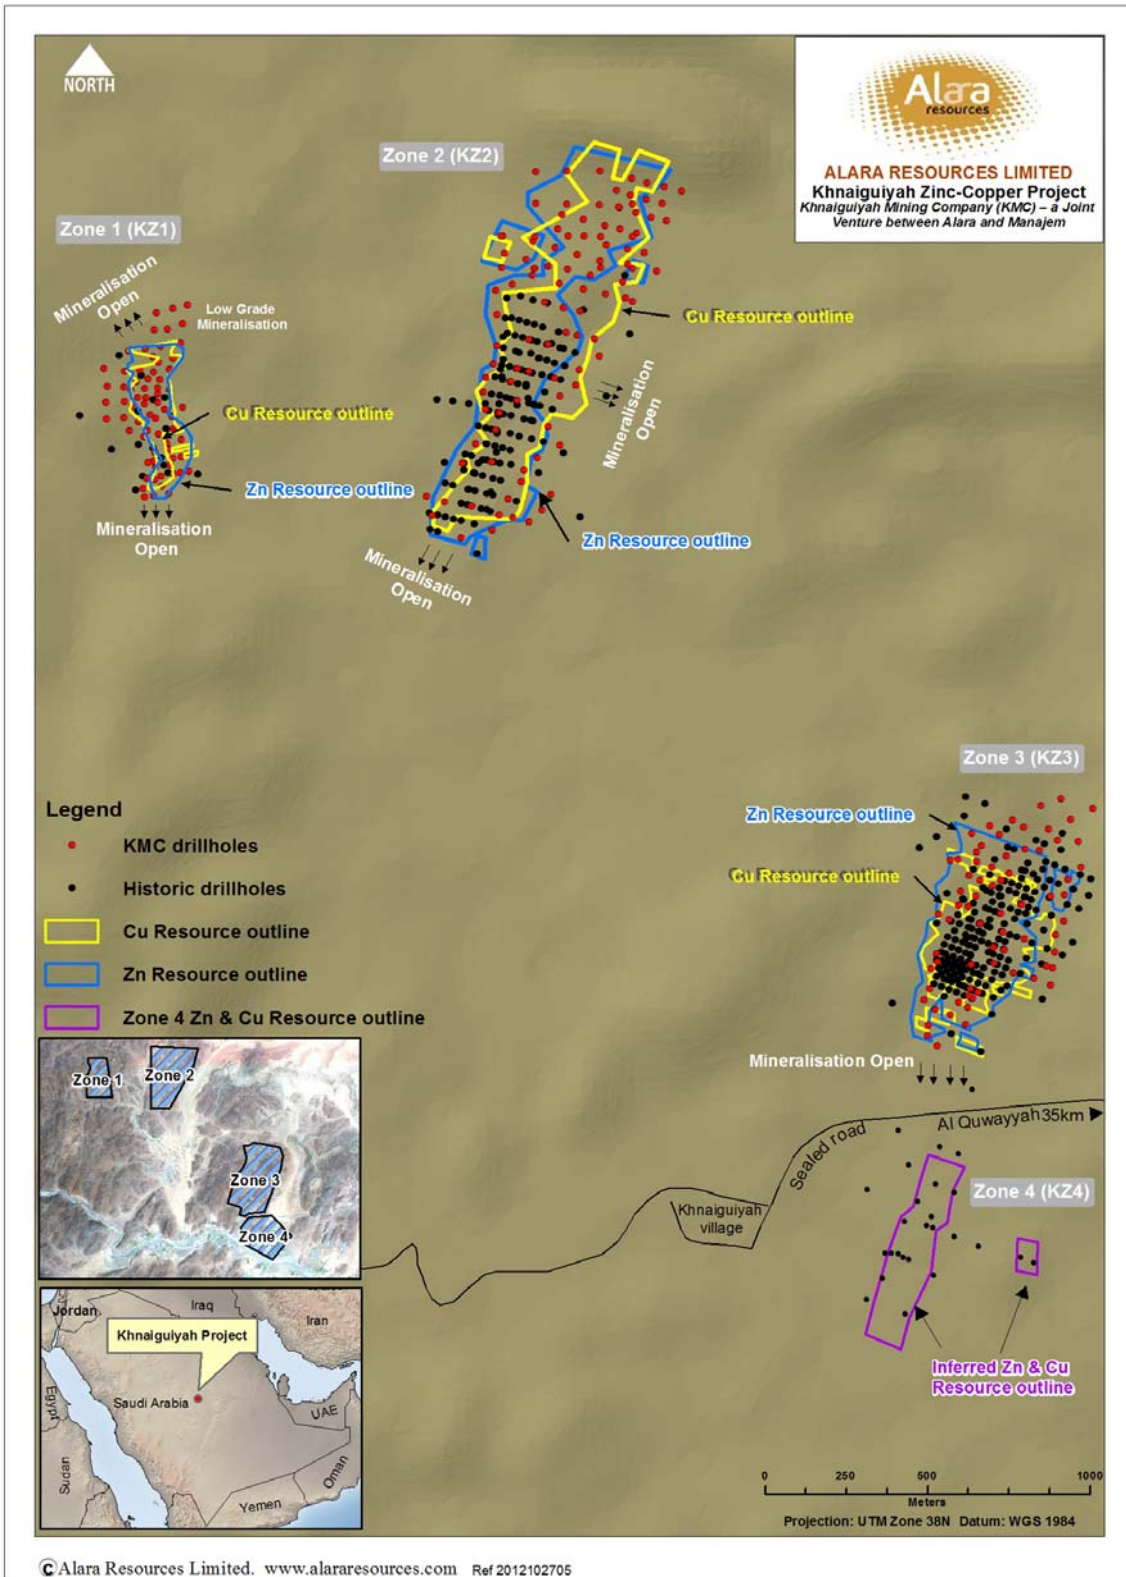 NORTH
Alara
resources
ALARA RESOURCES LIMITED
Khnaiguiyah Zinc-Copper Project
Khnaiguiyah Mining Company (KMC) – a Joint
Venture between Alara and Manajem
Zone 2 (KZ2)
Zone 1 (KZ1)
Mineralisation
Open
Low Grade
Mineralisation
Cu Resource outline
Cu Resource outline
Mineralisation
Open
Zn Resource outline
Mineralisation
Open
Zn Resource outline
Mineralisation
Open
Zone 3 (KZ3)
Zn Resource outline
Cu Resource outline
Mineralisation Open
Legend
KMC drillholes
Historic drillholes
Cu Resource outline
Zn Resource outline
Zone 4 Zn & Cu Resource outline
Zone 1
Zone 2
Zone 3
Zone 4
Sealed road
Al Quwayyah 35km
Khnaiguiyah
village
Zone 4 (KZ4)
Inferred Zn & Cu
Resource outline
Jordan
Iraq
Iran
Khnaiguiyah Project
Egypt
Saudi Arabia
UAE
Sudan
Yemen
Oman
0 250 500 1000
Meters
Projection: UTM Zone 38N Datum: WGS 1984
©Alara Resources Limited. www.alararesources.com Ref 2012102705